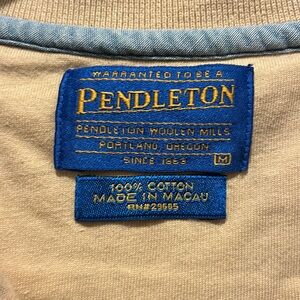 WARRANTED TO BE A
PENDLETON
PENDLETON WOOLEN MILLS
PORTLAND, OREGON
SINCE 1863
M
100% COTTON
MADE IN MACAU
RN#29685